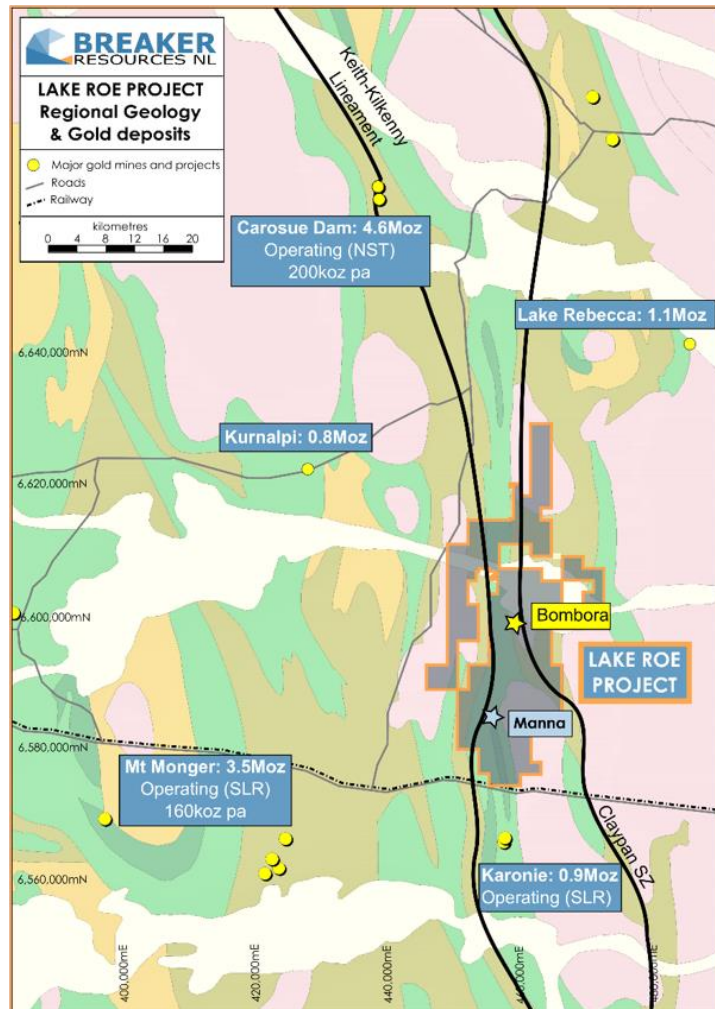 BREAKER
RESOURCES NL
LAKE ROE PROJECT
Regional Geology
& Gold deposits
Major gold mines and projects
Roads
Railway
kilometres
0 4 8 12 16 20
Keith-Kilkenny
Lineament
Carosue Dam: 4.6Moz
Operating (NST)
200koz pa
Lake Rebecca: 1.1Moz
6,640,000mN
Kurnalpi: 0.8Moz
6,620,000mN
6,600,000mN
Bombora
LAKE ROE
PROJECT
Manna
6,580,000mN
Mt Monger: 3.5Moz
Operating (SLR)
160koz pa
Claypan SZ
Karonie: 0.9Moz
Operating (SLR)
6,560,000mN
400,000mE
420,000mE
440,000mE
460,000mE
480,000mE